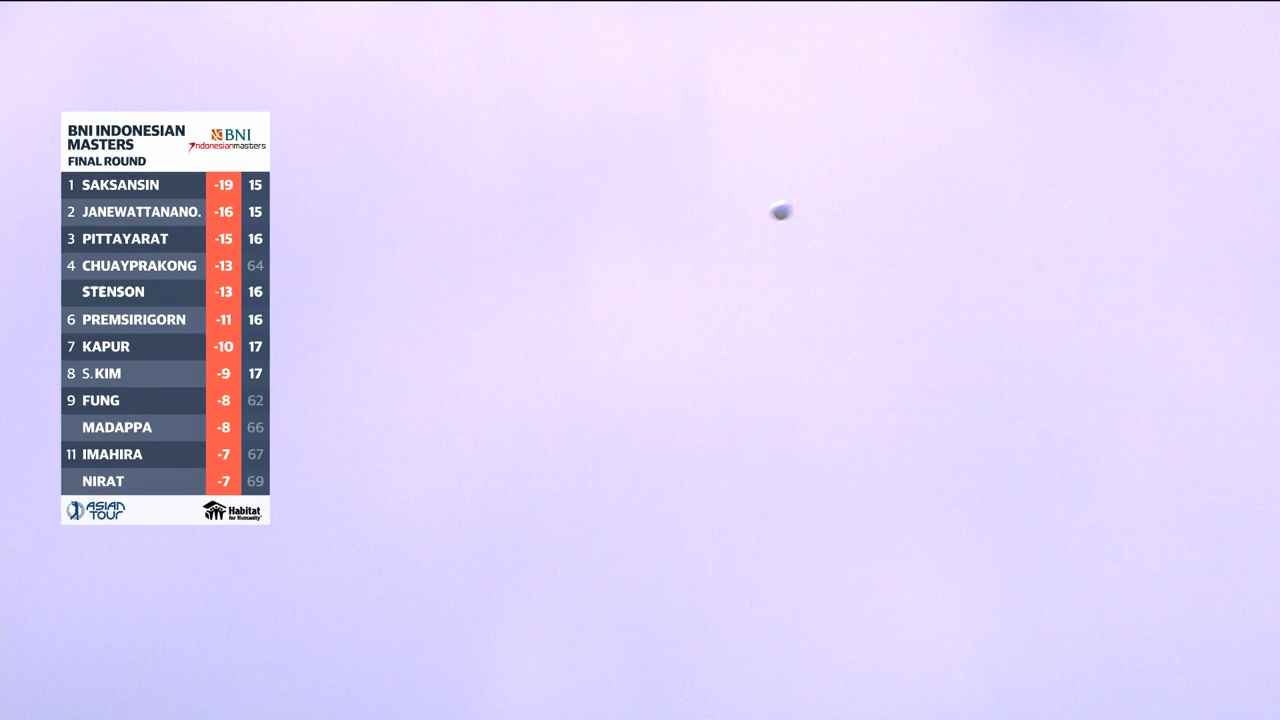 BNI INDONESIAN
MASTERS
BNI
Indonesianmasters
FINAL ROUND
1 SAKSANSIN -19 15
2 JANEWATTANANO. -16 15
3 PITTAYARAT -15 16
4 CHUAYPRAKONG -13 64
STENSON -13 16
6 PREMSIRIGORN -11 16
7 KAPUR -10 17
8 S.KIM -9 17
9 FUNG -8 62
MADAPPA -8 66
11 IMAHIRA -7 67
NIRAT -7 69
ASIAN
TOUR
Habitat
for Humanity